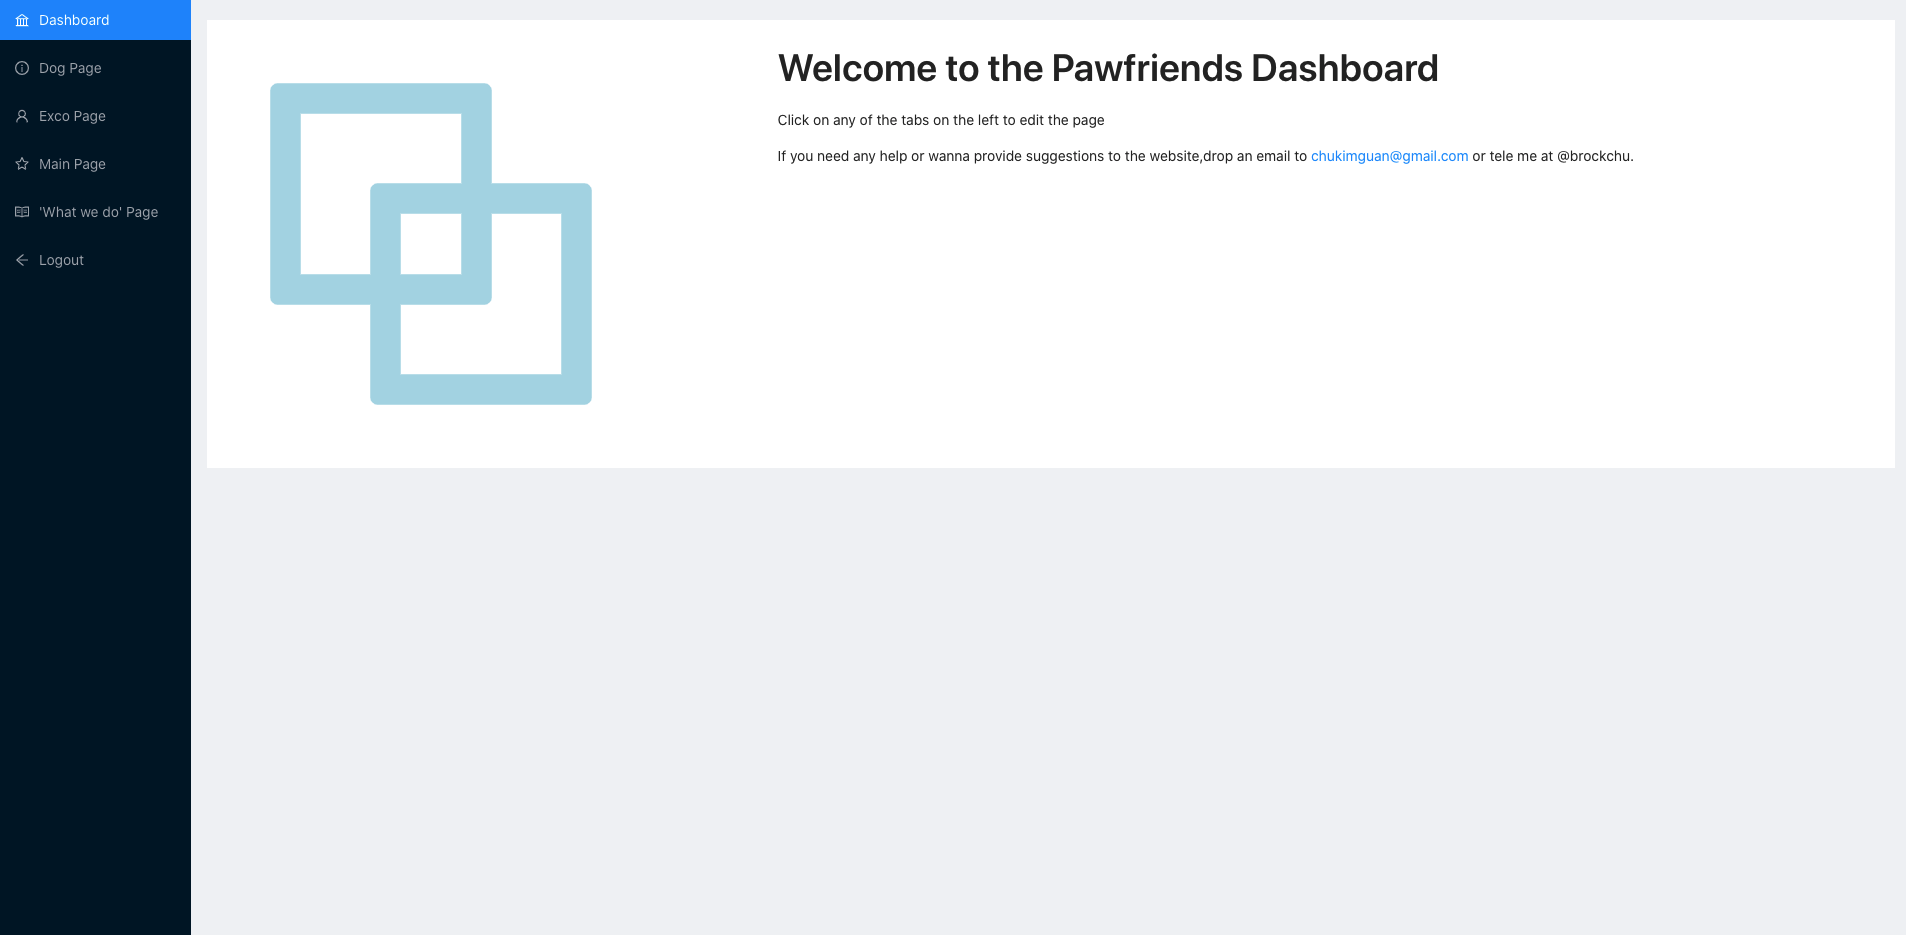 Dashboard
Dog Page
Exco Page
Main Page
'What we do' Page
Logout
Welcome to the Pawfriends Dashboard
Click on any of the tabs on the left to edit the page
If you need any help or wanna provide suggestions to the website,drop an email to chukimguan@gmail.com or tele me at @brockchu.